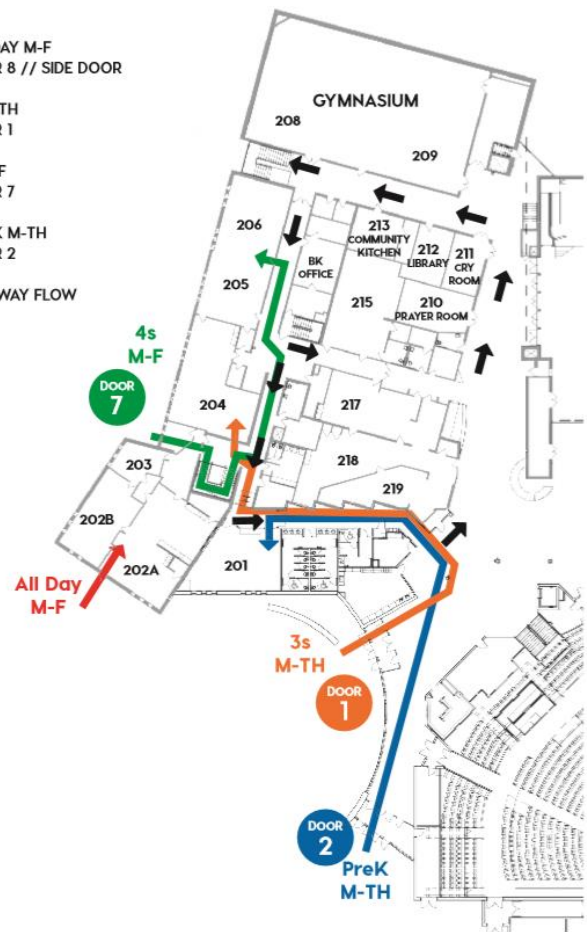 AY M-F
R 8 // SIDE DOOR
TH
R 1
F
R 7
K M-TH
R 2
WAY FLOW
GYMNASIUM
208
209
206
213
COMMUNITY
KITCHEN
212
LIBRARY
211
CRY
ROOM
BK
OFFICE
205
215
210
PRAYER ROOM
4s
M-F
DOOR
7
204
217
203
218
219
202B
202A
201
All Day
M-F
3s
M-TH
DOOR
1
DOOR
2
PreK
M-TH